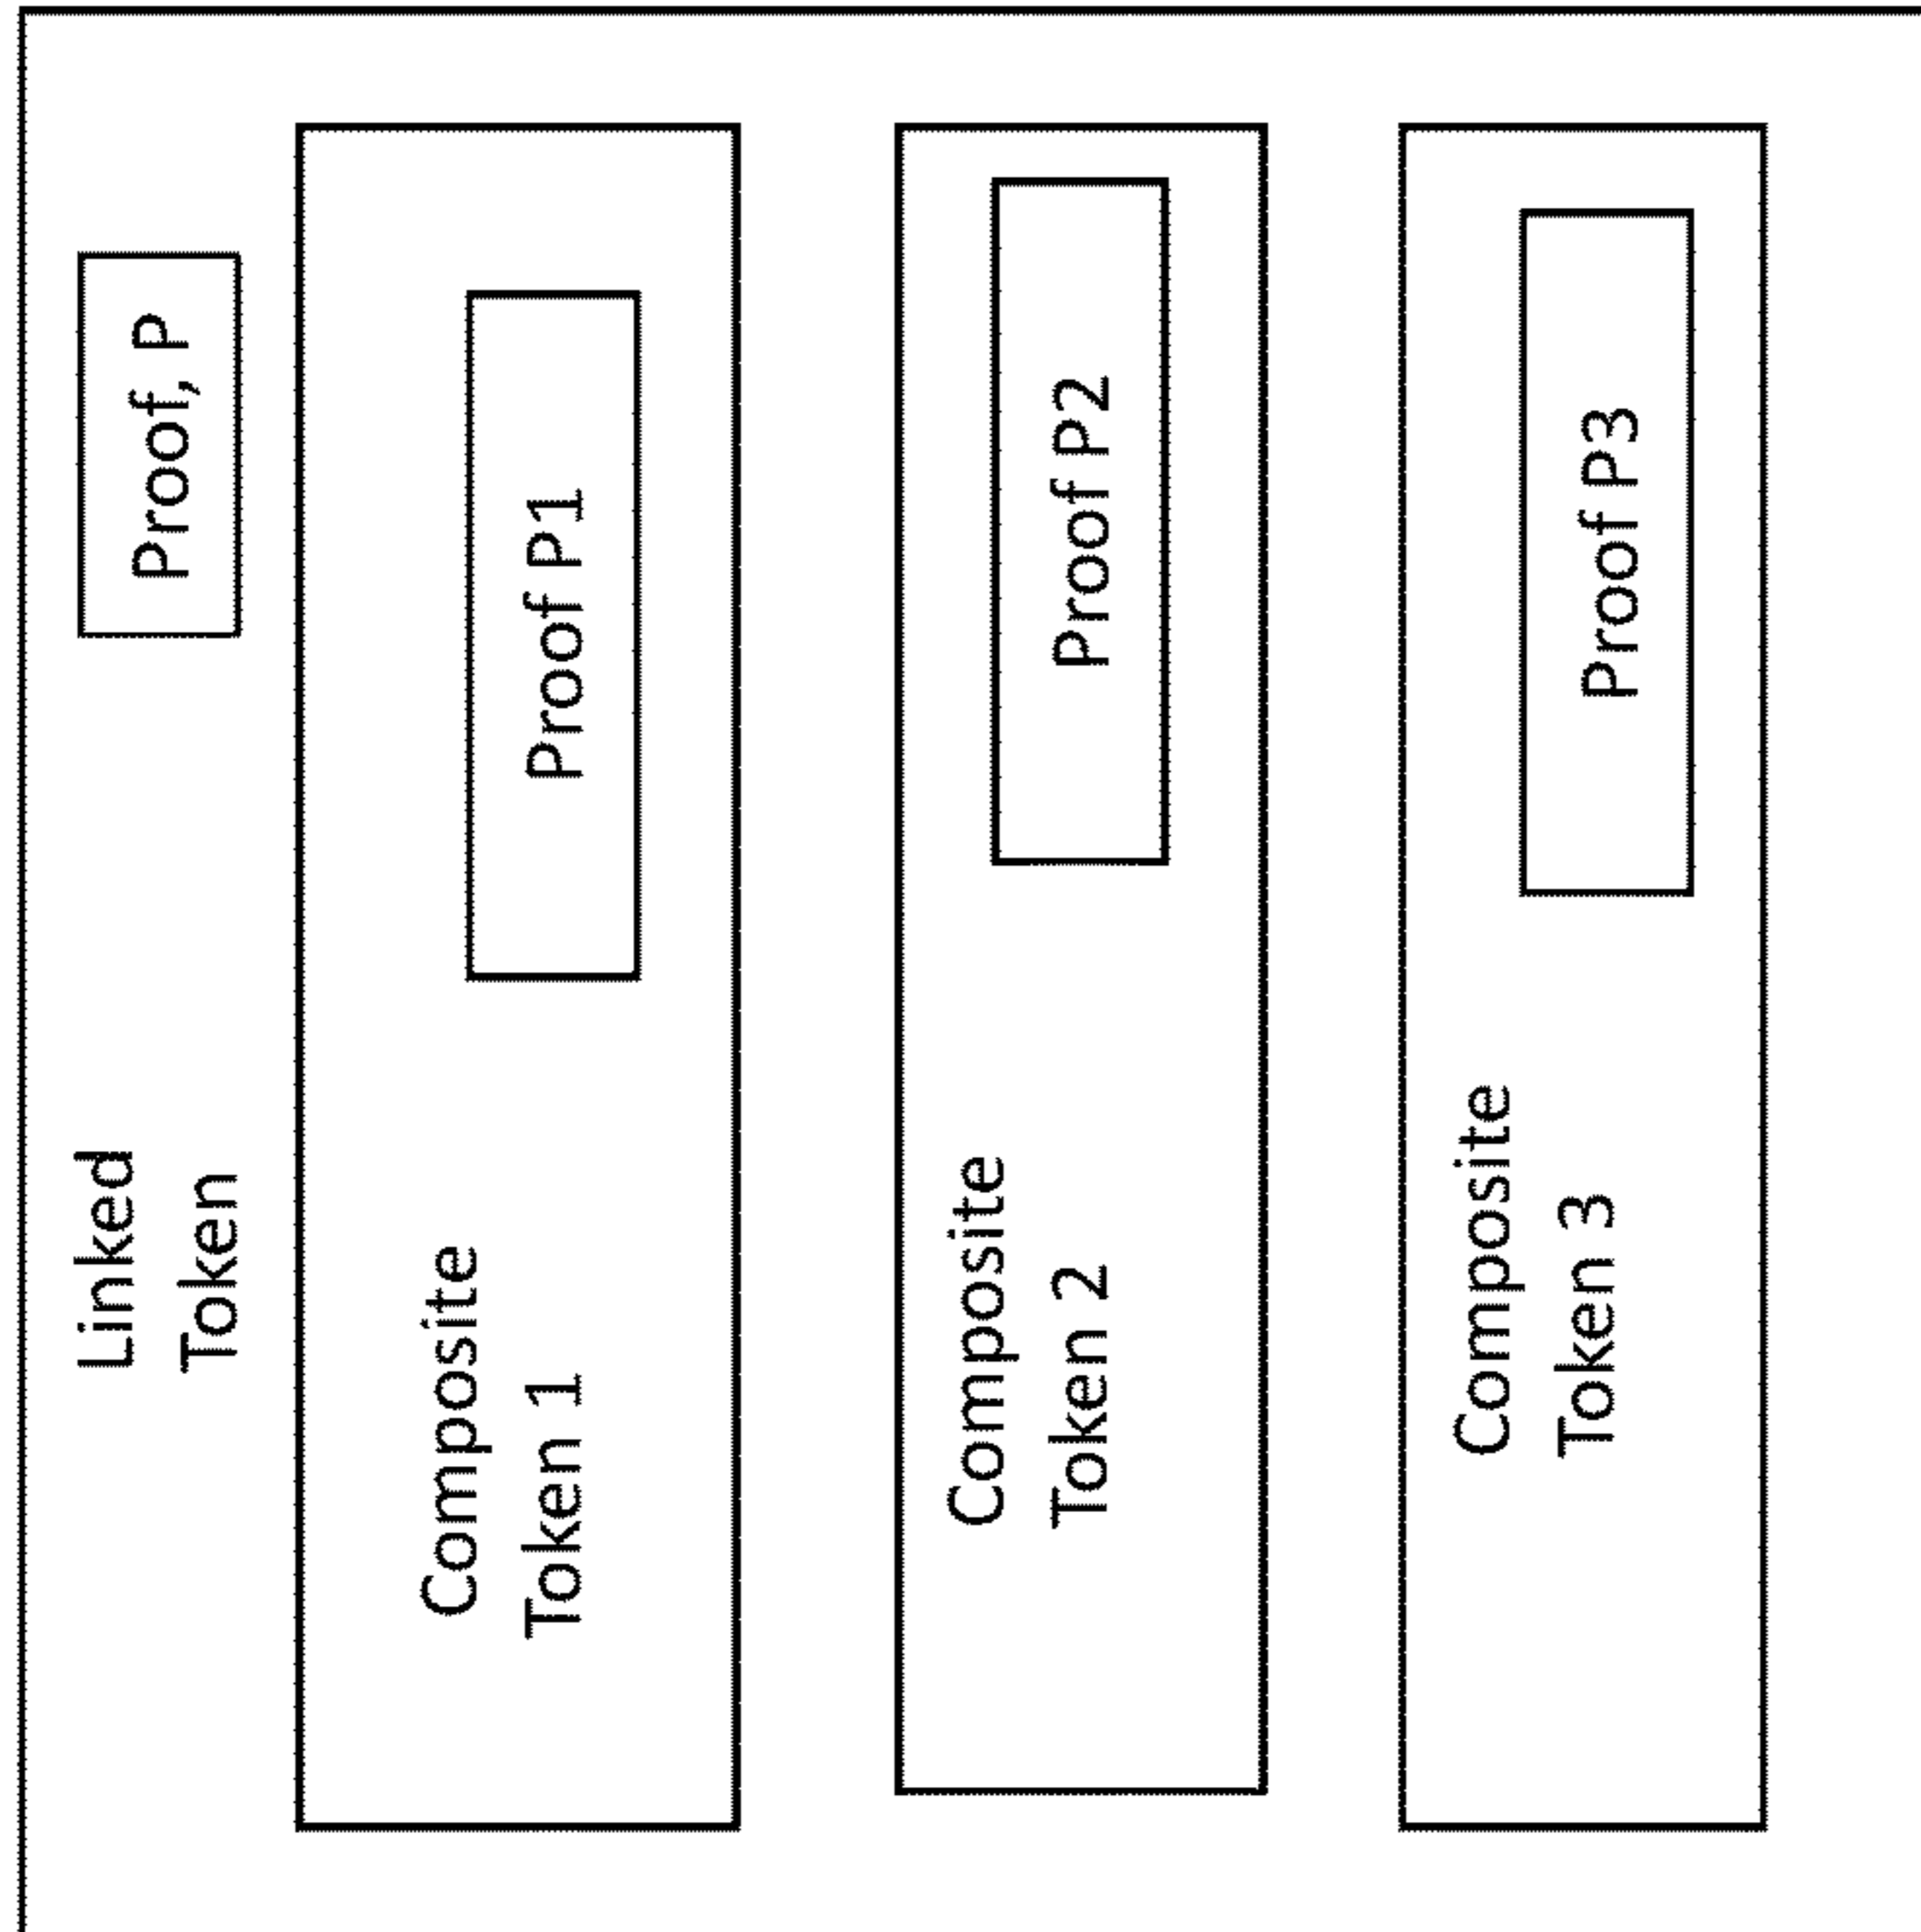 Linked
Token
Proof, P
Composite
Token 1
Proof P1
Composite
Token 2
Proof P2
Composite
Token 3
Proof P3